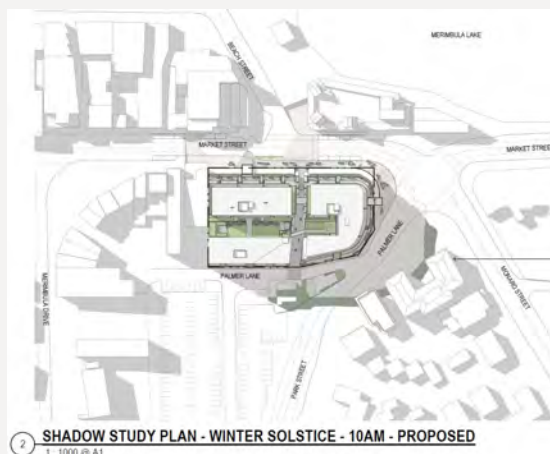 MERIMBULA LAKE
BEACH STREET
MARKET STREET
MARKET STREET
PALMER LANE
PALMER LANE
MERIMBULA DRIVE
MONARO STREET
PARK STREET
2 SHADOW STUDY PLAN - WINTER SOLSTICE - 10AM - PROPOSED
1 : 1000 @ A1